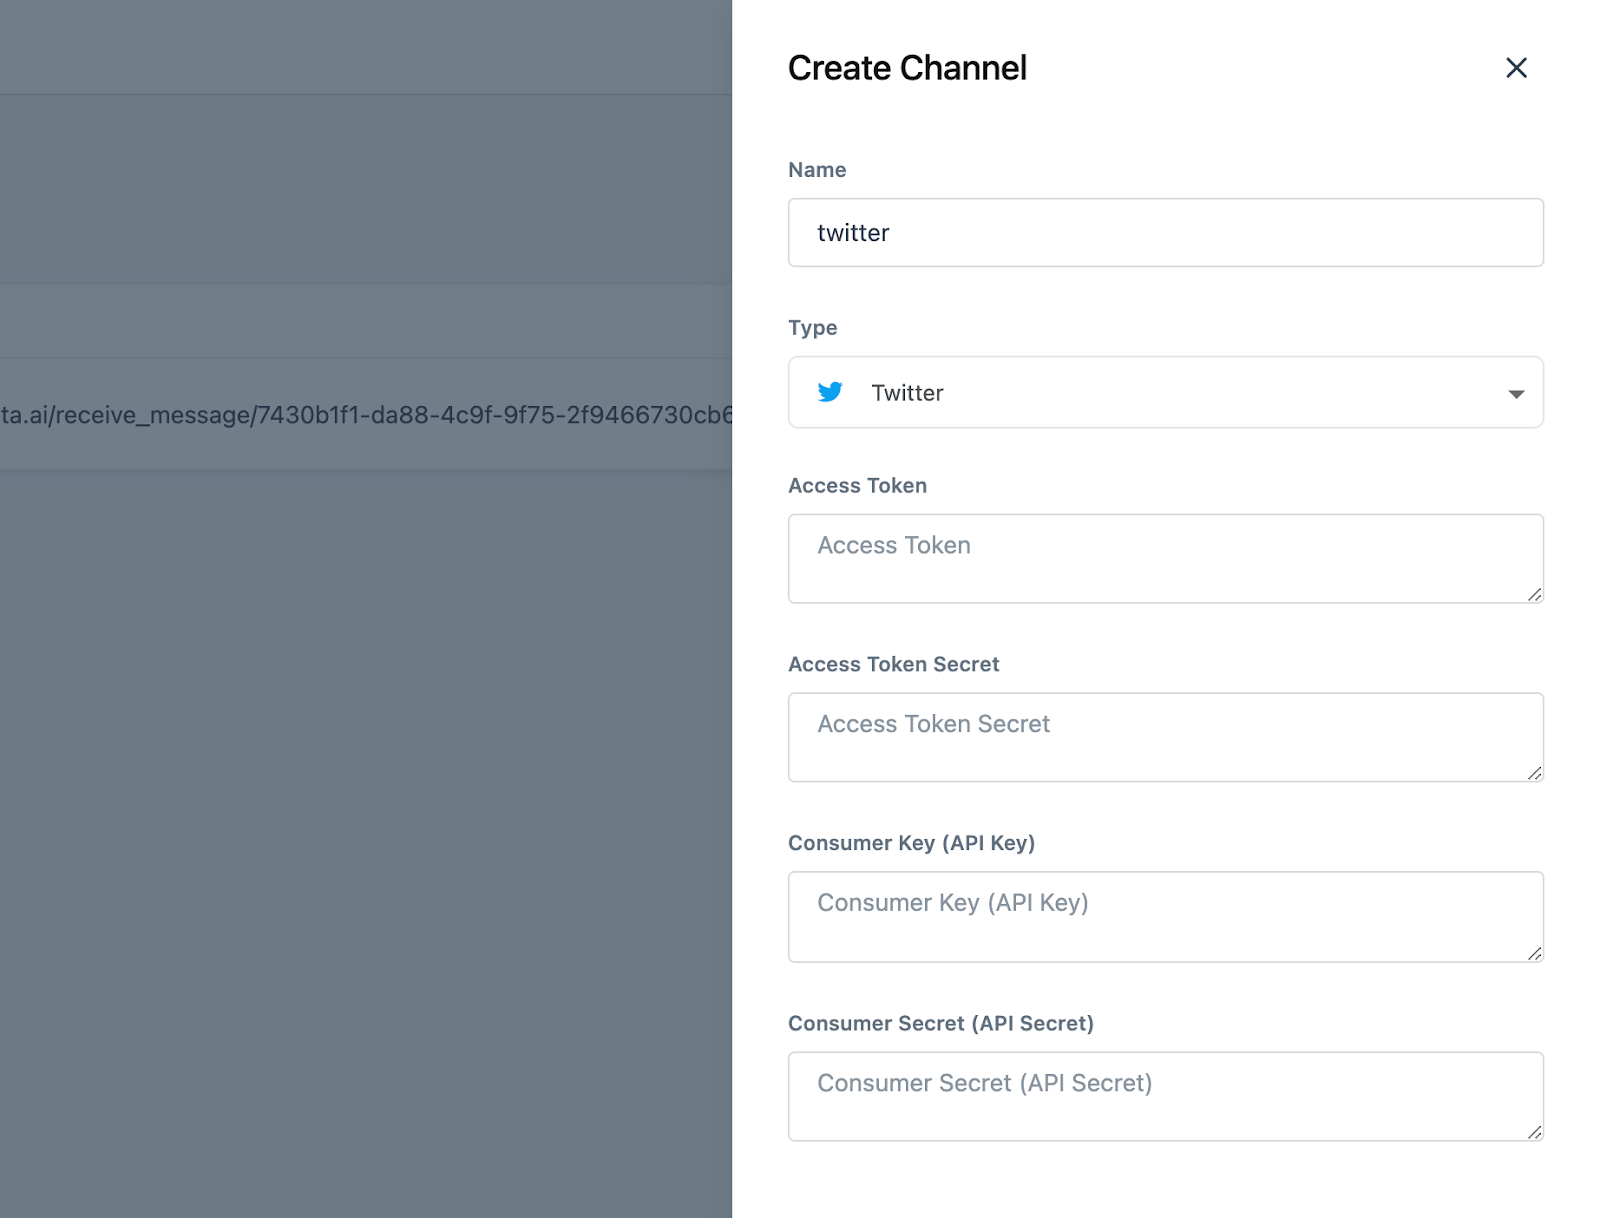 Create Channel
Name
twitter
Type
Twitter
ta.ai/receive_message/7430b1f1-da88-4c9f-9f75-2f9466730cb6
Access Token
Access Token
Access Token Secret
Access Token Secret
Consumer Key (API Key)
Consumer Key (API Key)
Consumer Secret (API Secret)
Consumer Secret (API Secret)